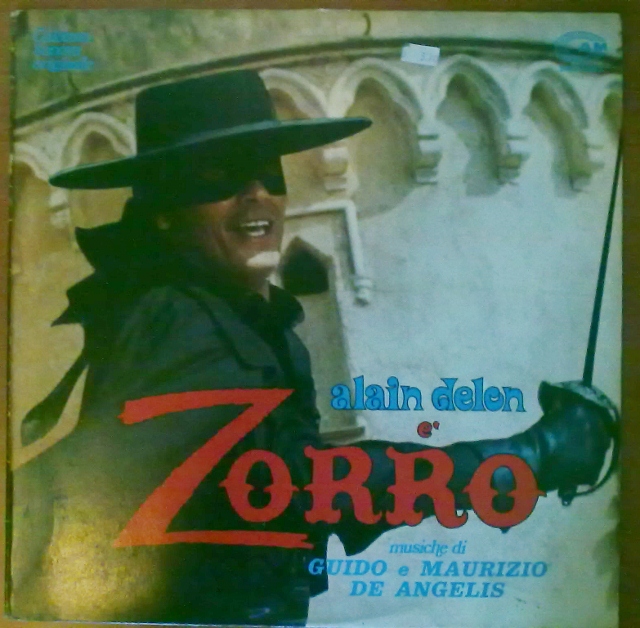 alain delon
e'
ZORRO
musiche di
GUIDO e MAURIZIO
DE ANGELIS